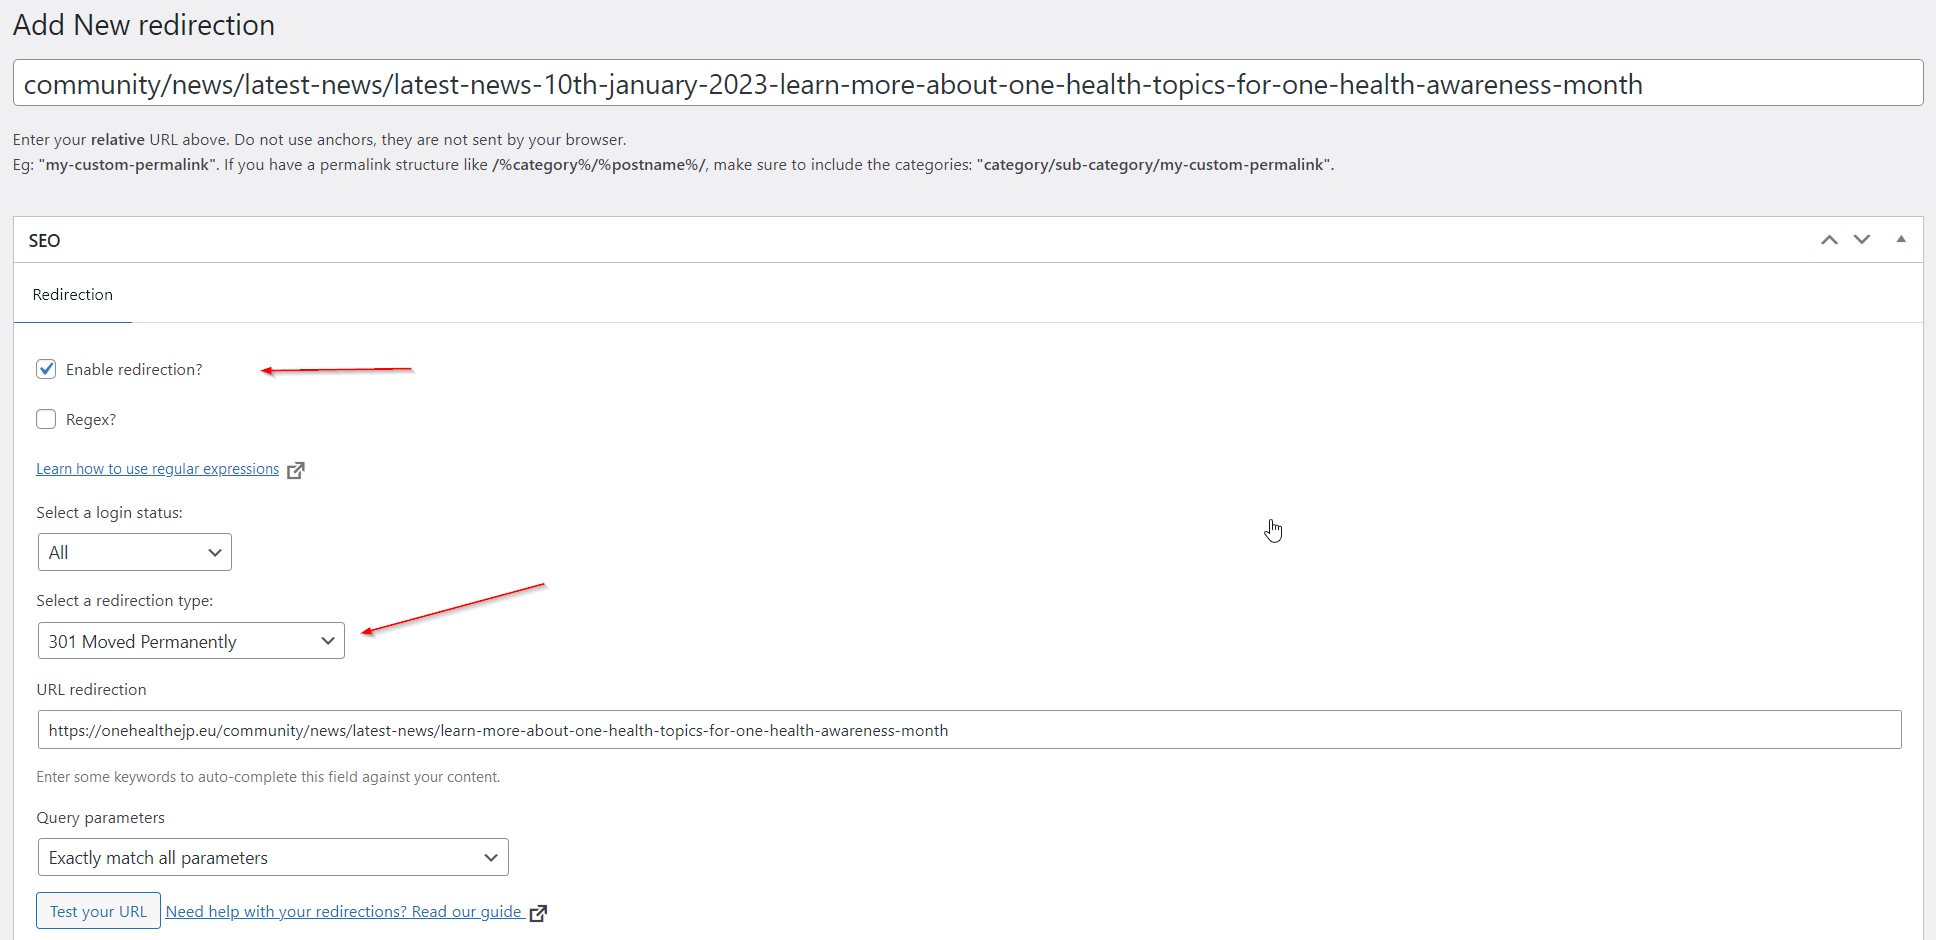 Add New redirection
community/news/latest-news/latest-news-10th-january-2023-learn-more-about-one-health-topics-for-one-health-awareness-month
Enter your relative URL above. Do not use anchors, they are not sent by your browser.
Eg: "my-custom-permalink". If you have a permalink structure like /%category%/%postname%/, make sure to include the categories: "category/sub-category/my-custom-permalink".
SEO
Redirection
Enable redirection?
Regex?
Learn how to use regular expressions
Select a login status:
All
Select a redirection type:
301 Moved Permanently
URL redirection
https://onehealthejp.eu/community/news/latest-news/learn-more-about-one-health-topics-for-one-health-awareness-month
Enter some keywords to auto-complete this field against your content.
Query parameters
Exactly match all parameters
Test your URL Need help with your redirections? Read our guide